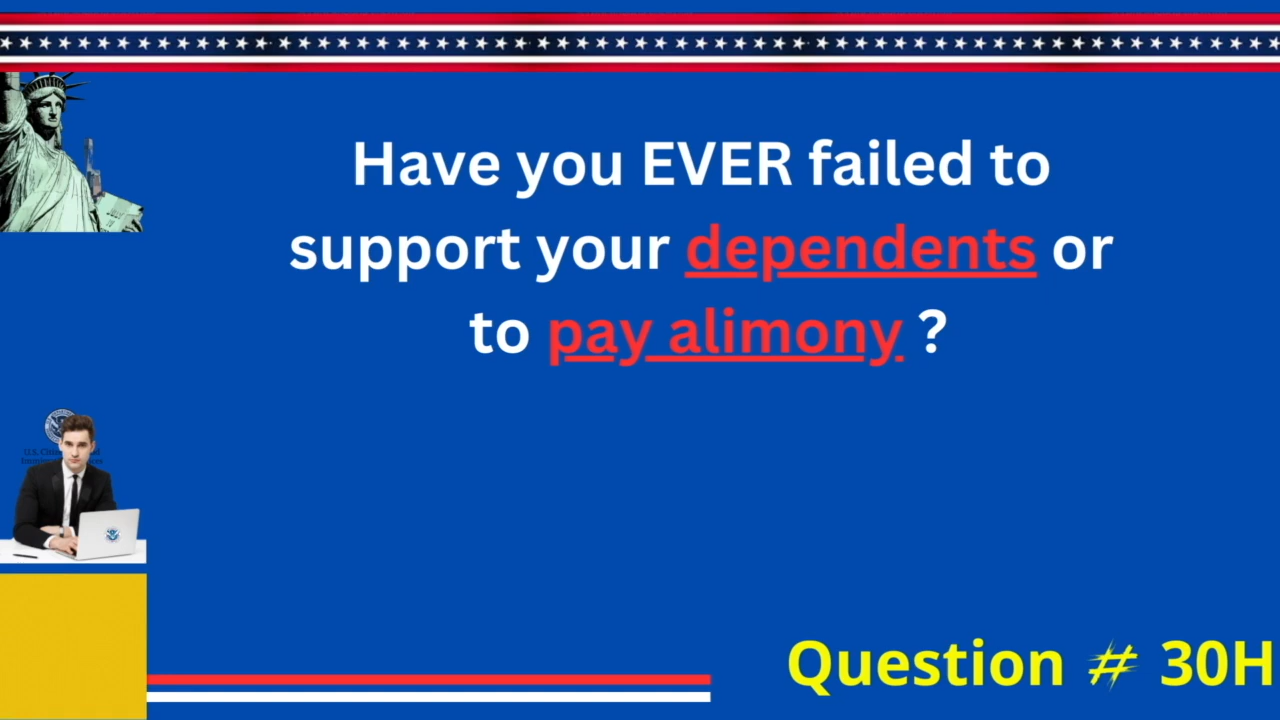 Have you EVER failed to
support your dependents or
to pay alimony ?
U.S.
Question # 30H